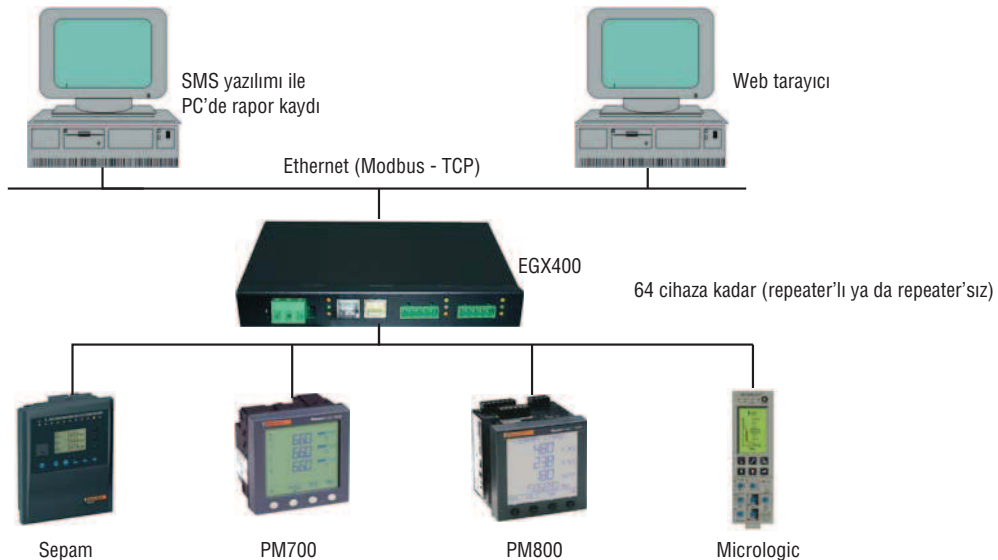 SMS yazılımı ile
PC'de rapor kaydı
Web tarayıcı
Ethernet (Modbus - TCP)
EGX400
64 cihaza kadar (repeater'lı ya da repeater'sız)
Sepam
PM700
PM800
Micrologic